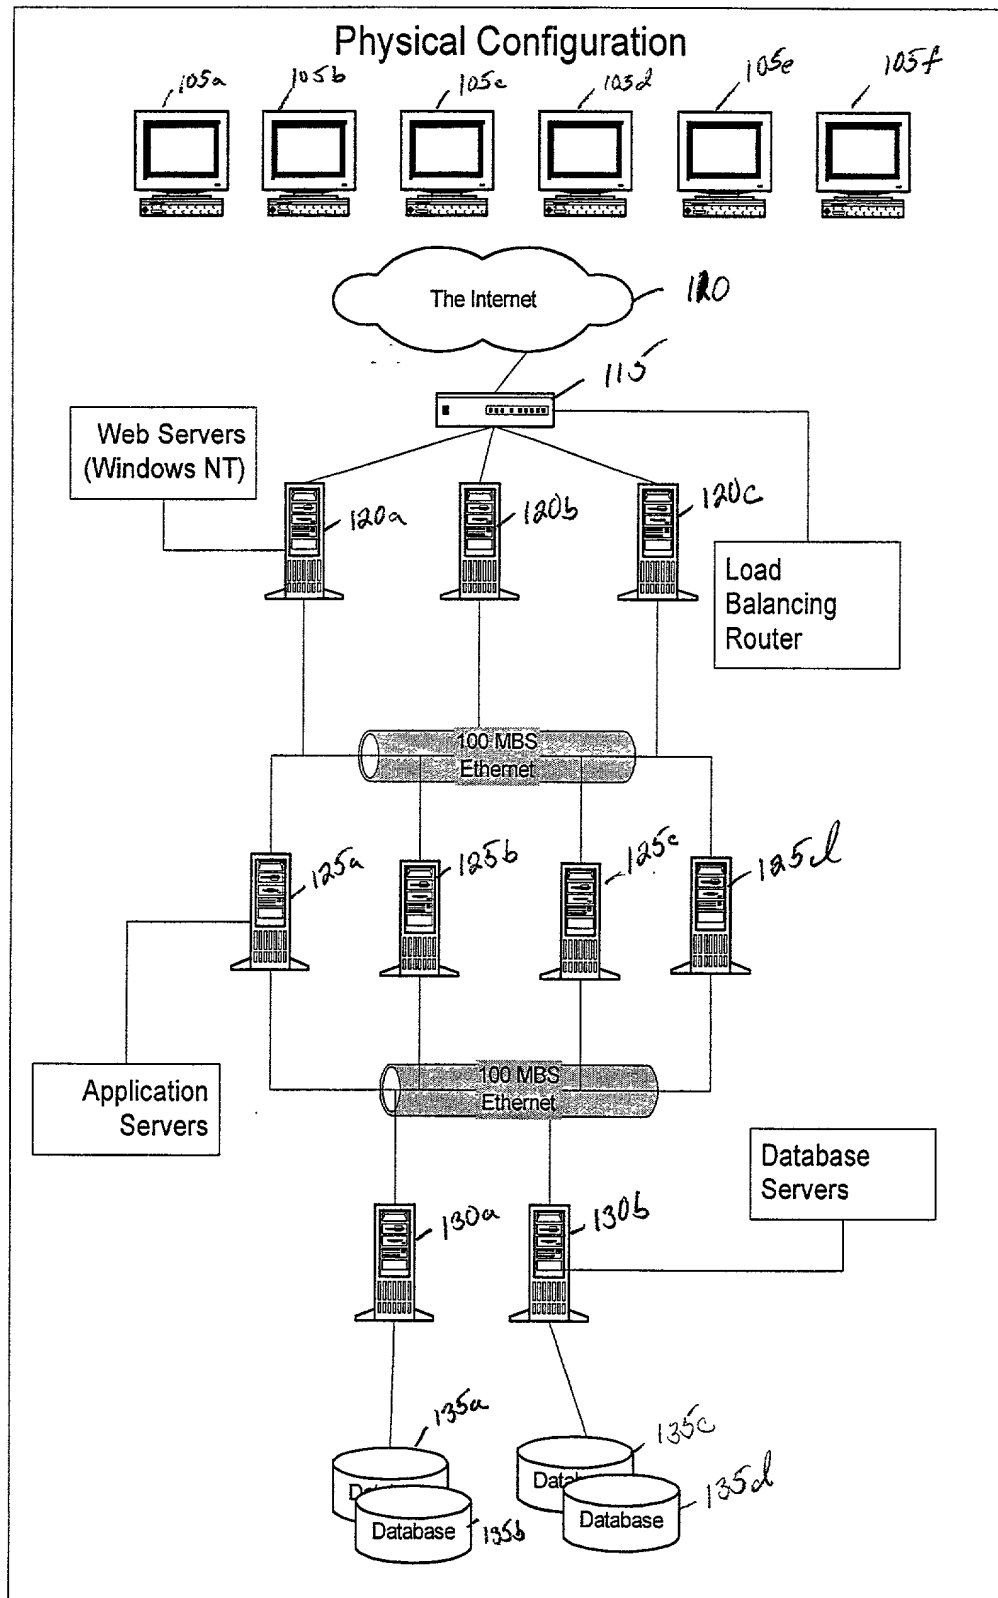 Physical Configuration
105a
105b
105c
105d
105e
105f
The Internet
110
115
Web Servers
(Windows NT)
120a
120b
120c
Load
Balancing
Router
100 MBS
Ethernet
125a
125b
125c
125d
100 MBS
Ethernet
Application
Servers
Database
Servers
130a
130b
135a
135c
Datab
135d
Database
135b
Database